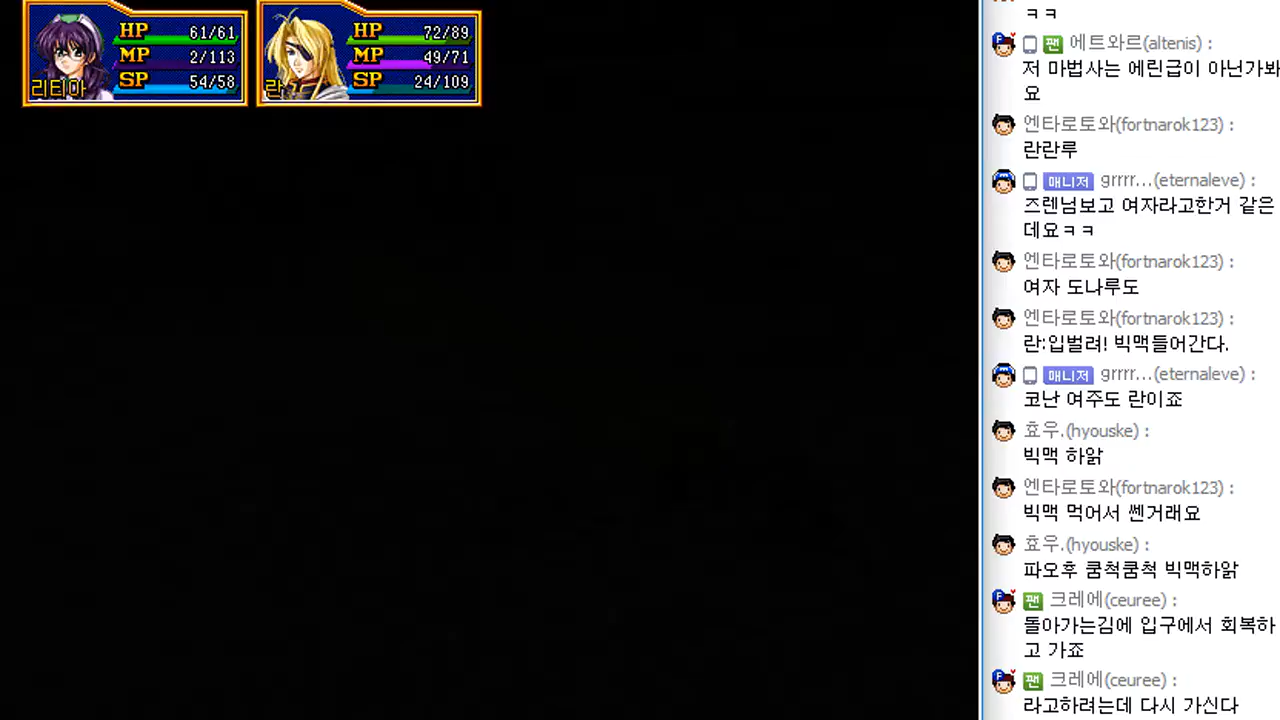 HP 61/61
MP 2/113
SP 54/58
리티아
HP 72/89
MP 49/71
SP 24/109
란
ㅋㅋ
팬 에트와르(altenis) :
저 마법사는 에린급이 아닌가봐
요
엔타로토와(fortnarok123) :
란란루
매니저 grrrr...(eternaleve) :
즈렌님보고 여자라고한거 같은
데요ㅋㅋ
엔타로토와(fortnarok123) :
여자 도나루도
엔타로토와(fortnarok123) :
란:입벌려! 빅맥들어간다.
매니저 grrrr...(eternaleve) :
코난 여주도 란이죠
효우.(hyouske) :
빅맥 하앍
엔타로토와(fortnarok123) :
빅맥 먹어서 쎈거래요
효우.(hyouske) :
파오후 쿰척쿰척 빅맥하앍
팬 크레에(ceuree) :
돌아가는김에 입구에서 회복하
고 가죠
팬 크레에(ceuree) :
라고하려는데 다시 가신다